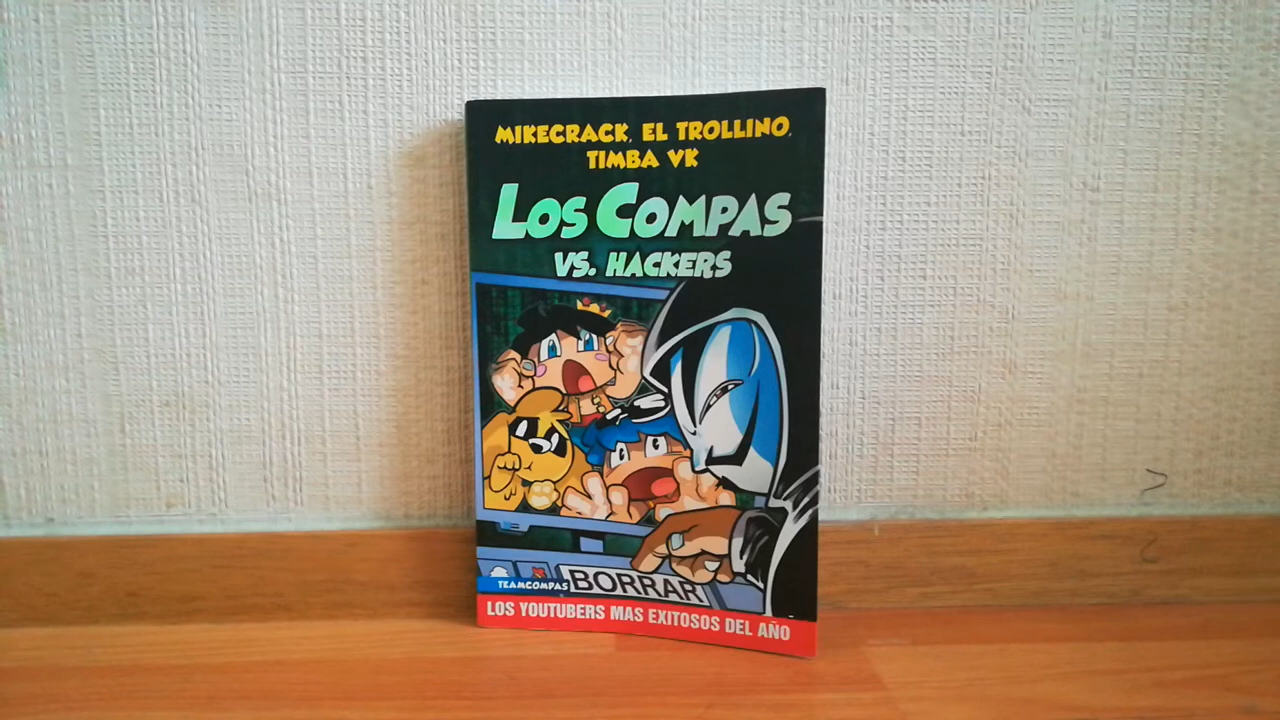 MIKECRACK, EL TROLLINO,
TIMBA VK
LOS COMPAS
VS. HACKERS
TEAMCOMPAS
BORRAR
LOS YOUTUBERS MAS EXITOSOS DEL AÑO